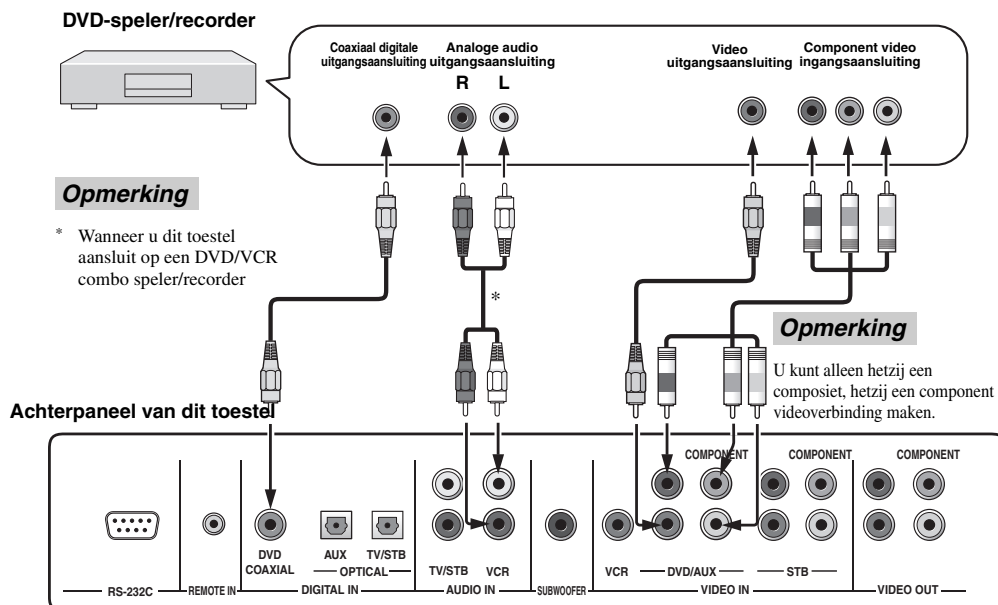 DVD-speler/recorder
Coaxiaal digitale
uitgangsaansluiting
Analoge audio
uitgangsaansluiting
R L
Video
uitgangsaansluiting
Component video
ingangsaansluiting
Opmerking
* Wanneer u dit toestel
aansluit op een DVD/VCR
combo speler/recorder
*
Opmerking
U kunt alleen hetzij een
composiet, hetzij een component
videoverbinding maken.
Achterpaneel van dit toestel
COMPONENT COMPONENT COMPONENT
DVD
COAXIAL
AUX TV/STB
OPTICAL
TV/STB VCR
VCR DVD/AUX STB
RS-232C REMOTE IN DIGITAL IN AUDIO IN SUBWOOFER VIDEO IN VIDEO OUT